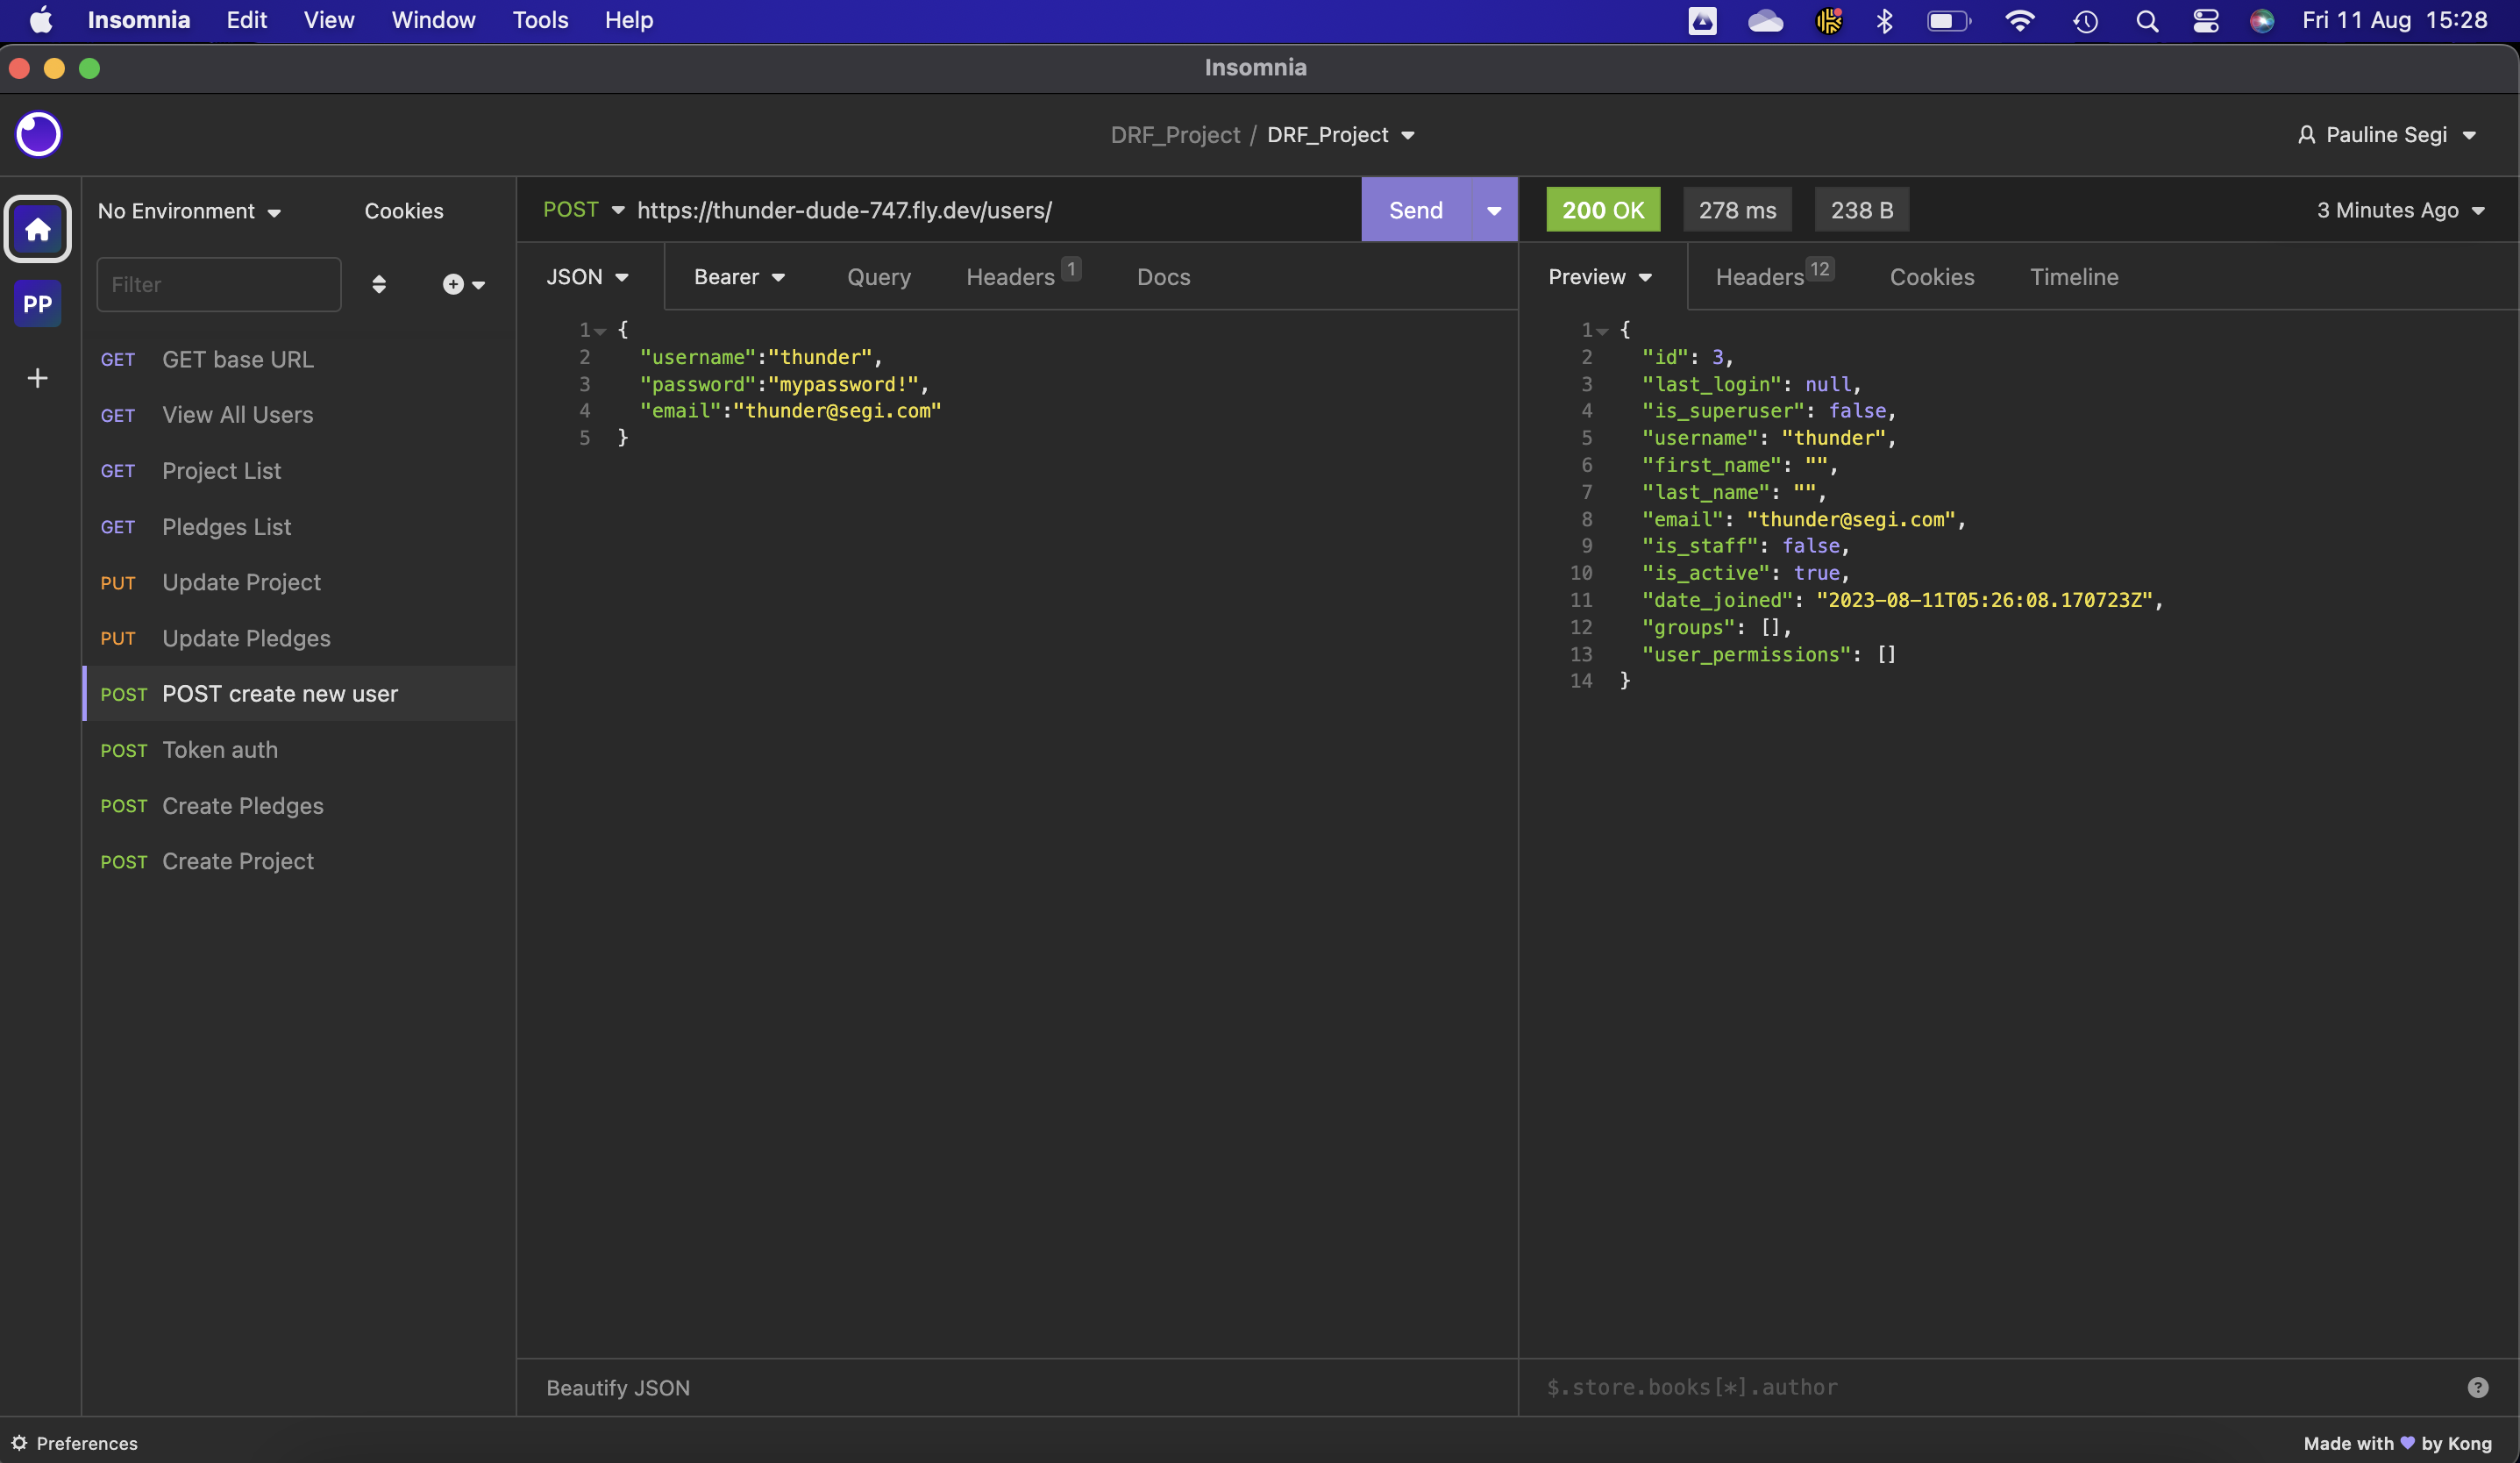 Insomnia Edit View Window Tools Help Fri 11 Aug 15:28
Insomnia
DRF_Project / DRF_Project Pauline Segi
No Environment Cookies
Filter
PP
GET GET base URL
GET View All Users
GET Project List
GET Pledges List
PUT Update Project
PUT Update Pledges
POST POST create new user
POST Token auth
POST Create Pledges
POST Create Project
POST https://thunder-dude-747.fly.dev/users/ Send
JSON Bearer Query Headers 1 Docs
1 {
2 "username":"thunder",
3 "password":"mypassword!",
4 "email":"thunder@segi.com"
5 }
Beautify JSON
200 OK 278 ms 238 B 3 Minutes Ago
Preview Headers 12 Cookies Timeline
1 {
2 "id": 3,
3 "last_login": null,
4 "is_superuser": false,
5 "username": "thunder",
6 "first_name": "",
7 "last_name": "",
8 "email": "thunder@segi.com",
9 "is_staff": false,
10 "is_active": true,
11 "date_joined": "2023-08-11T05:26:08.170723Z",
12 "groups": [],
13 "user_permissions": []
14 }
$.store.books[*].author ?
Preferences Made with 💜 by Kong